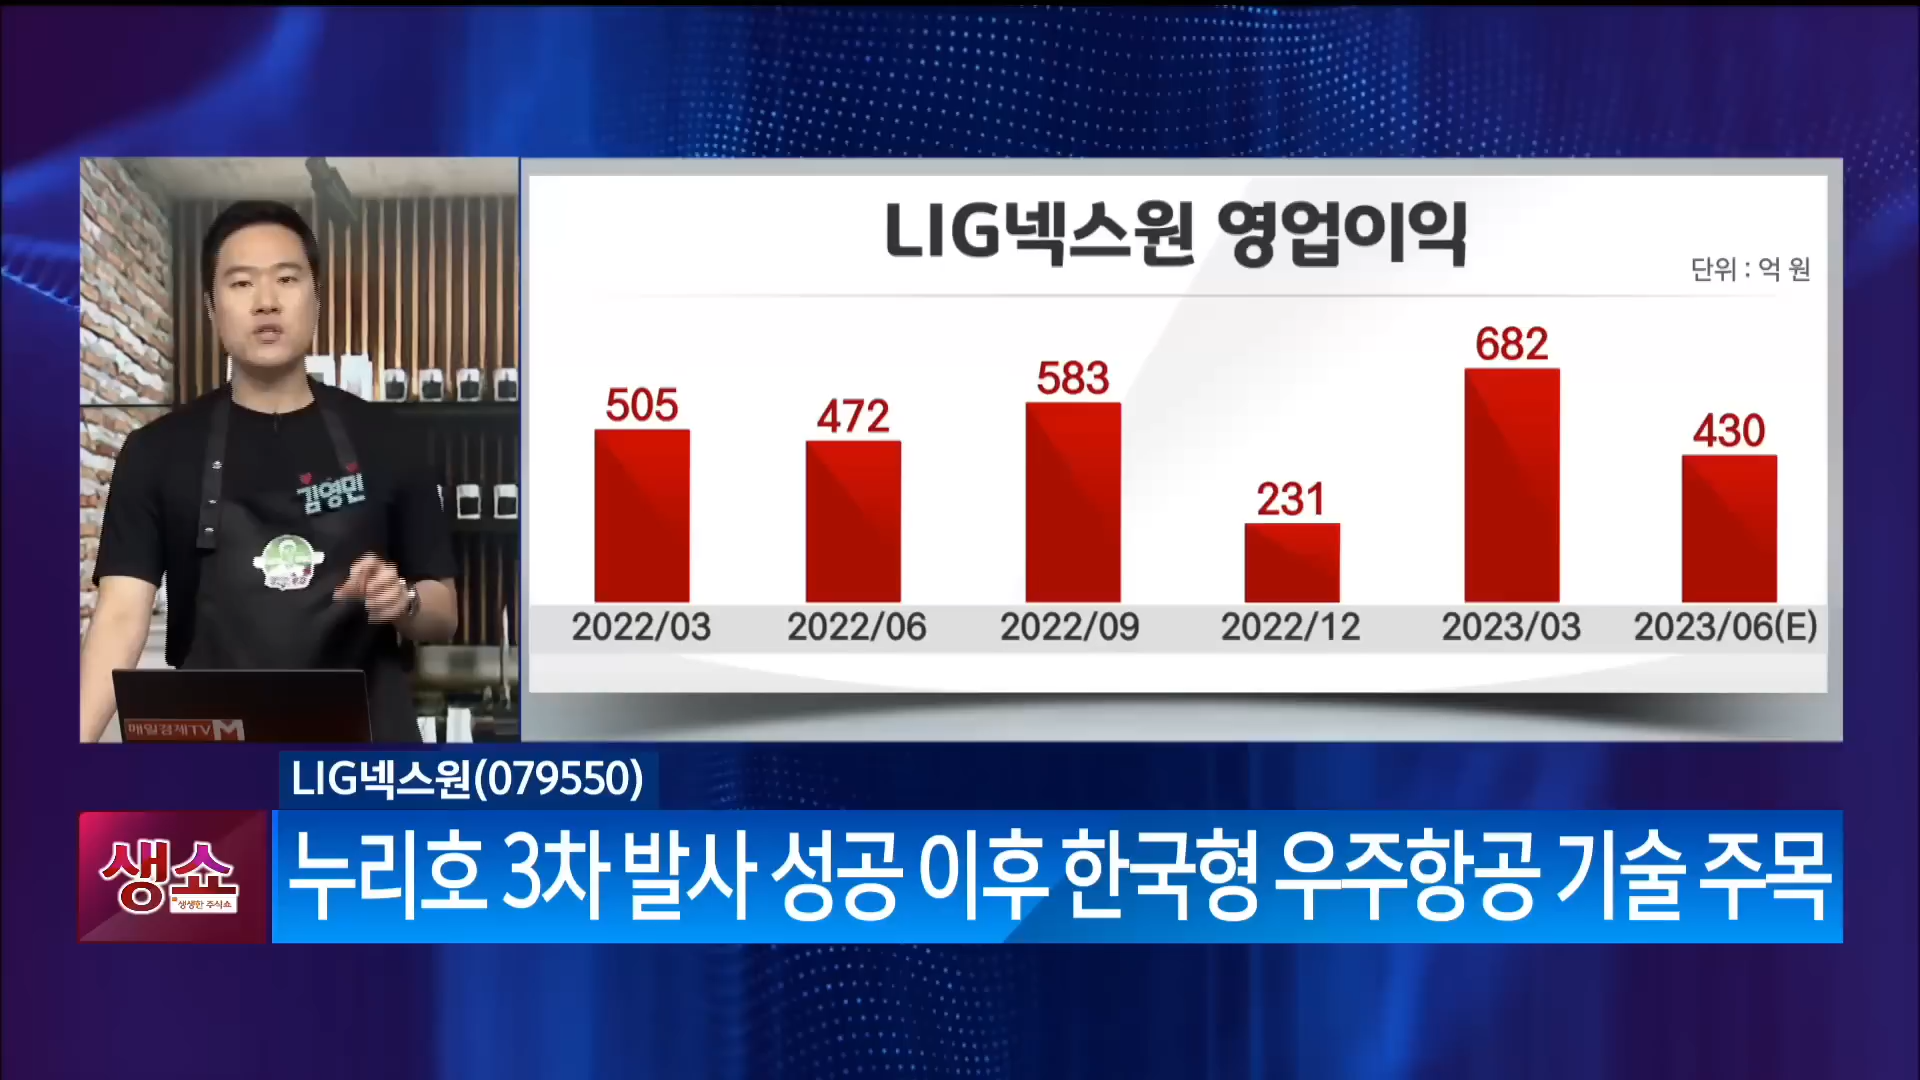 LIG넥스원 영업이익
단위 : 억 원
505
472
583
231
682
430
2022/03
2022/06
2022/09
2022/12
2023/03
2023/06(E)
김영민
매일경제TV M
LIG넥스원(079550)
생쇼
생생한 주식쇼
누리호 3차 발사 성공 이후 한국형 우주항공 기술 주목